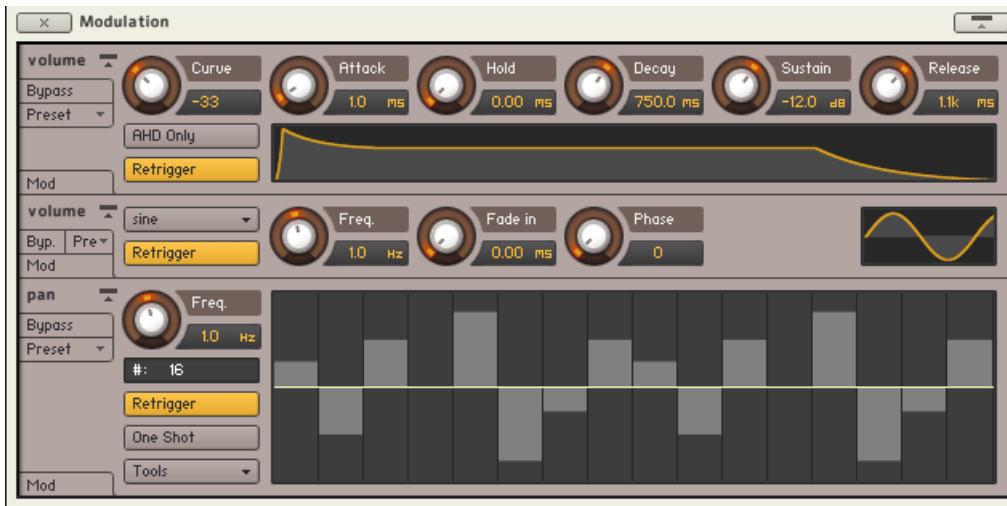 × Modulation
volume Curve Attack Hold Decay Sustain Release
Bypass -33 1.0 ms 0.00 ms 750.0 ms -12.0 dB 1.1k ms
Preset
AHD Only
Retrigger
Mod
volume sine Freq. Fade in Phase
Byp. Pre Retrigger 1.0 Hz 0.00 ms 0
Mod
pan Freq.
Bypass 1.0 Hz
Preset
#: 16
Retrigger
One Shot
Tools
Mod